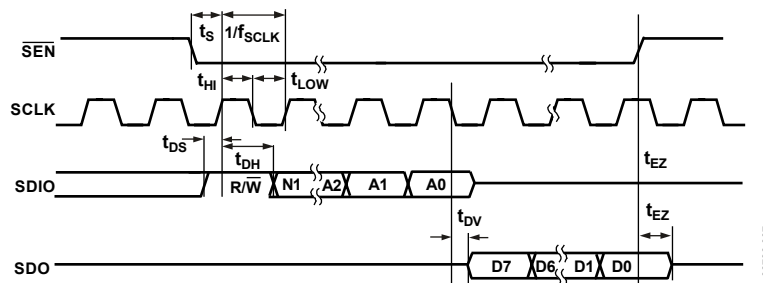 tS 1/fSCLK
SEN
tHI tLOW
SCLK
tDS
tDH
tEZ
SDIO R/W N1 A2 A1 A0
tDV tEZ
SDO D7 D6 D1 D0